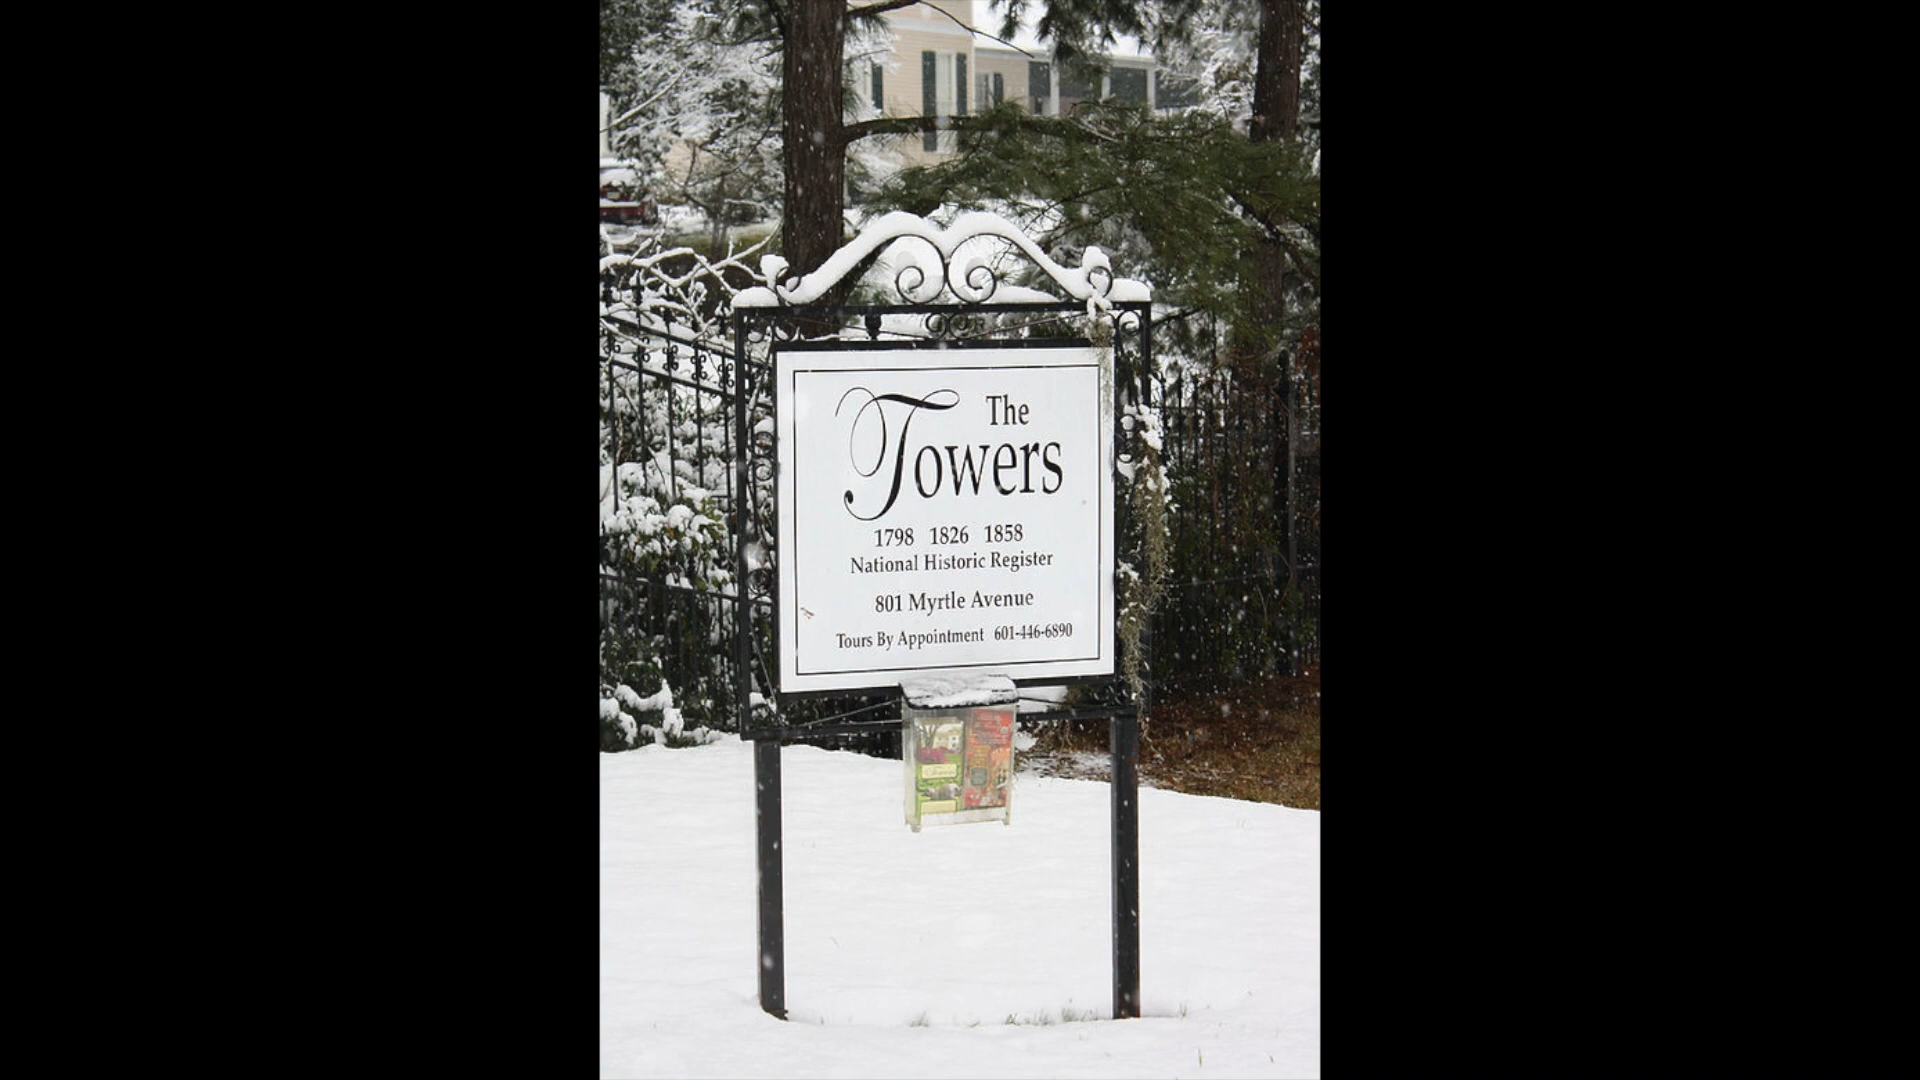 The
Towers
1798 1826 1858
National Historic Register
801 Myrtle Avenue
Tours By Appointment 601-446-6890